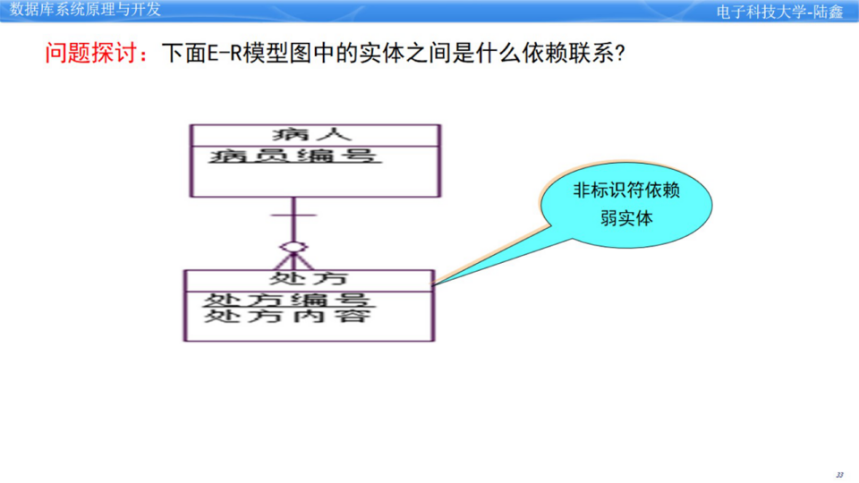 数据库系统原理与开发
电子科技大学-陆鑫
问题探讨：下面E-R模型图中的实体之间是什么依赖联系?
病人
病员编号
非标识符依赖
弱实体
处方
处方编号
处方内容
33